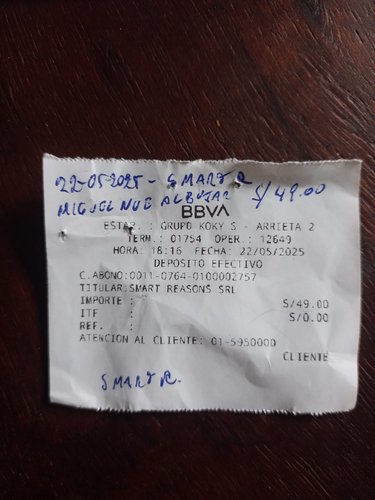 22-05-2025 - SMART R
MIGUEL NUE ALBUJAR S/49.00
BBVA
ESTAB.: GRUPO KOKY S - ARRIETA 2
TERM.: 01754 OPER.: 12649
HORA: 18:16 FECHA: 22/05/2025
DEPOSITO EFECTIVO
C.ABONO:0011-0764-0100002757
TITULAR:SMART REASONS SRL
IMPORTE : S/49.00
ITF : S/0.00
REF. :
ATENCION AL CLIENTE: 01-5950000
CLIENTE
SMART R.